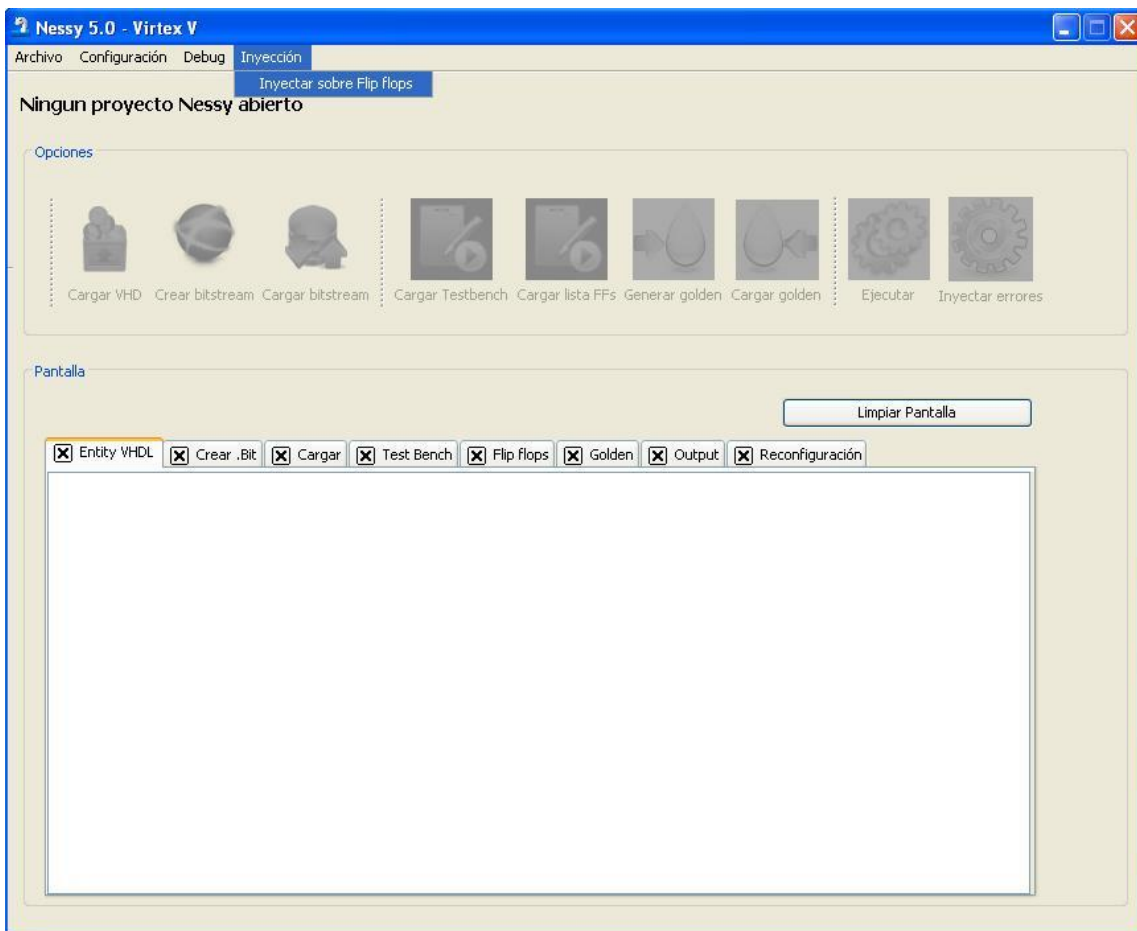 Nessy 5.0 - Virtex V
Archivo Configuración Debug Inyección
Inyectar sobre Flip flops
Ningun proyecto Nessy abierto
Opciones
Cargar VHD Crear bitstream Cargar bitstream Cargar Testbench Cargar lista FFs Generar golden Cargar golden Ejecutar Inyectar errores
Pantalla
Limpiar Pantalla
Entity VHDL Crear .Bit Cargar Test Bench Flip flops Golden Output Reconfiguración